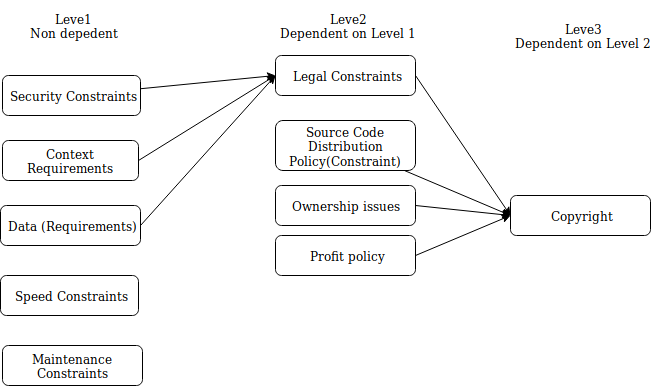 Leve1
Non depedent
Security Constraints
Context
Requirements
Data (Requirements)
Speed Constraints
Maintenance
Constraints
Leve2
Dependent on Level 1
Legal Constraints
Source Code
Distribution
Policy(Constraint)
Ownership issues
Profit policy
Leve3
Dependent on Level 2
Copyright